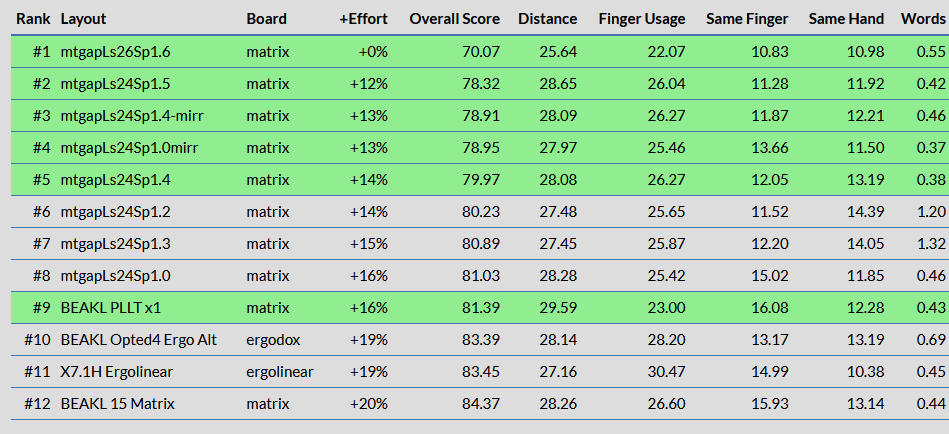 Rank Layout Board +Effort Overall Score Distance Finger Usage Same Finger Same Hand Words
#1 mtgapLs26Sp1.6 matrix +0% 70.07 25.64 22.07 10.83 10.98 0.55
#2 mtgapLs24Sp1.5 matrix +12% 78.32 28.65 26.04 11.28 11.92 0.42
#3 mtgapLs24Sp1.4-mirr matrix +13% 78.91 28.09 26.27 11.87 12.21 0.46
#4 mtgapLs24Sp1.0mirr matrix +13% 78.95 27.97 25.46 13.66 11.50 0.37
#5 mtgapLs24Sp1.4 matrix +14% 79.97 28.08 26.27 12.05 13.19 0.38
#6 mtgapLs24Sp1.2 matrix +14% 80.23 27.48 25.65 11.52 14.39 1.20
#7 mtgapLs24Sp1.3 matrix +15% 80.89 27.45 25.87 12.20 14.05 1.32
#8 mtgapLs24Sp1.0 matrix +16% 81.03 28.28 25.42 15.02 11.85 0.46
#9 BEAKL PLLT x1 matrix +16% 81.39 29.59 23.00 16.08 12.28 0.43
#10 BEAKL Opted4 Ergo Alt ergodox +19% 83.39 28.14 28.20 13.17 13.19 0.69
#11 X7.1H Ergolinear ergolinear +19% 83.45 27.16 30.47 14.99 10.38 0.45
#12 BEAKL 15 Matrix matrix +20% 84.37 28.26 26.60 15.93 13.14 0.44